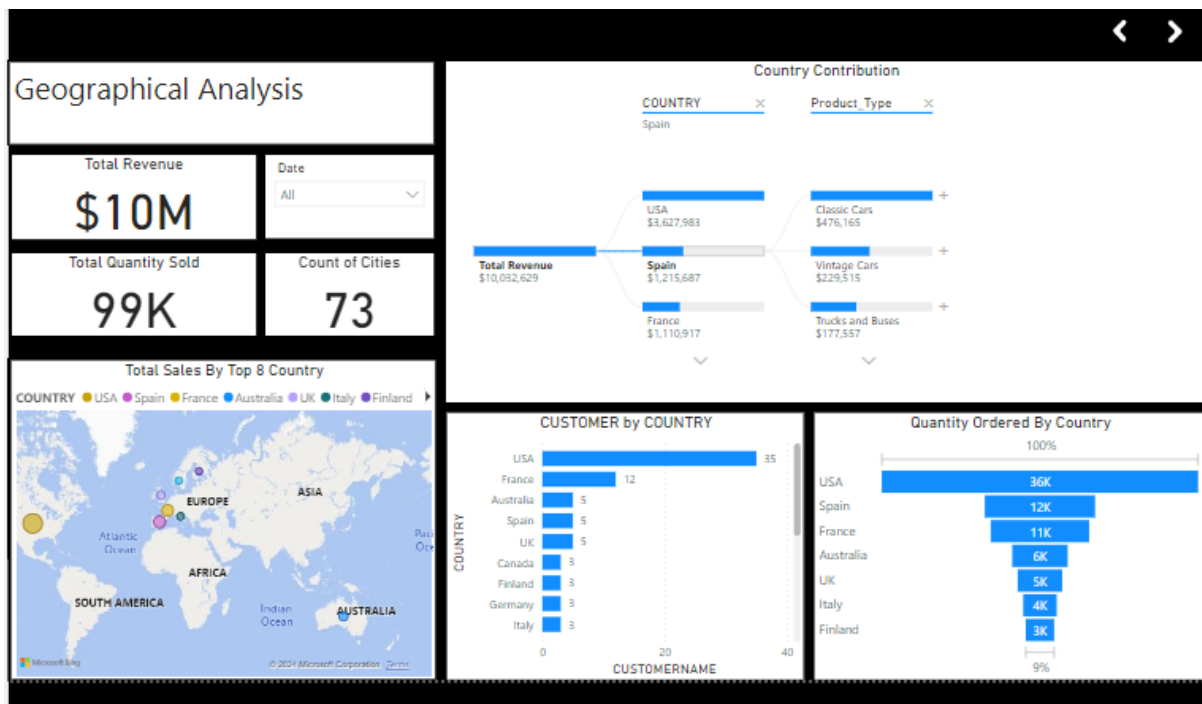 Geographical Analysis
Total Revenue
$10M
Date
All
Total Quantity Sold
99K
Count of Cities
73
Country Contribution
COUNTRY
Spain
Product_Type
Total Revenue
$10,032,629
USA
$3,627,983
Spain
$1,215,687
France
$1,110,917
Classic Cars
$476,165
Vintage Cars
$229,515
Trucks and Buses
$177,557
Total Sales By Top 8 Country
COUNTRY USA Spain France Australia UK Italy Finland
EUROPE
ASIA
Atlantic
Ocean
AFRICA
SOUTH AMERICA
Indian
Ocean
AUSTRALIA
Microsoft Bing
© 2024 Microsoft Corporation Terms
CUSTOMER by COUNTRY
COUNTRY
USA 35
France 12
Australia 5
Spain 5
UK 5
Canada 3
Finland 3
Germany 3
Italy 3
0 20 40
CUSTOMERNAME
Quantity Ordered By Country
100%
USA 36K
Spain 12K
France 11K
Australia 6K
UK 5K
Italy 4K
Finland 3K
9%